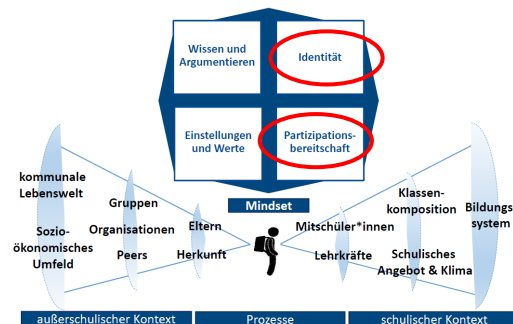 Wissen und
Argumentieren
Identität
Einstellungen
und Werte
Partizipations-
bereitschaft
Mindset
kommunale
Lebenswelt
Sozio-
ökonomisches
Umfeld
Gruppen
Organisationen
Peers
Eltern
Herkunft
Mitschüler*innen
Lehrkräfte
Klassen-
komposition
Schulisches
Angebot & Klima
Bildungs
system
außerschulischer Kontext
Prozesse
schulischer Kontext